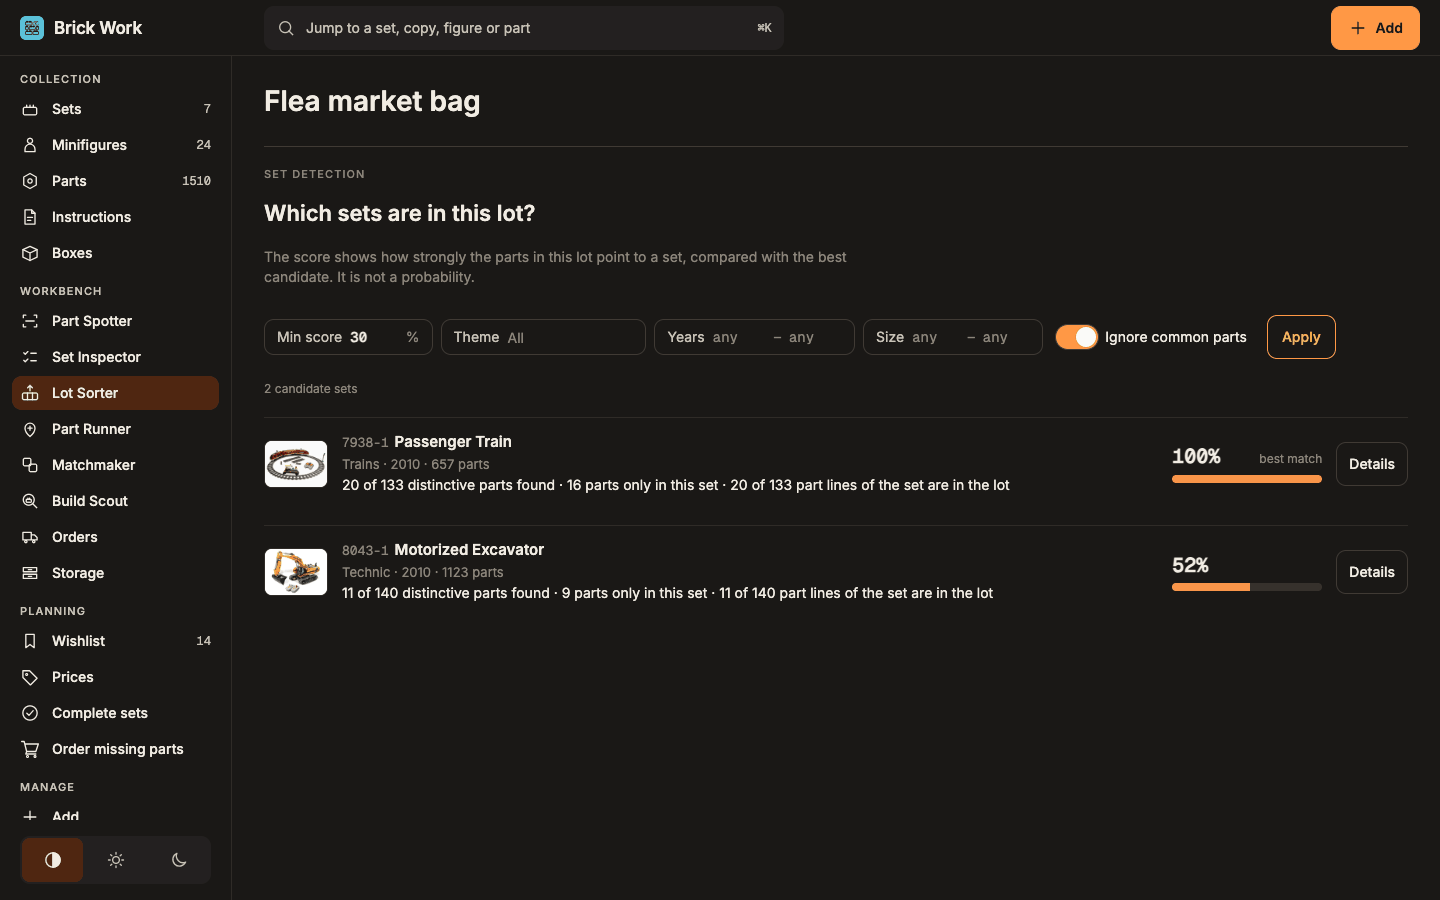 Brick Work
Jump to a set, copy, figure or part
⌘K
Add
COLLECTION
Sets 7
Minifigures 24
Parts 1510
Instructions
Boxes
WORKBENCH
Part Spotter
Set Inspector
Lot Sorter
Part Runner
Matchmaker
Build Scout
Orders
Storage
PLANNING
Wishlist 14
Prices
Complete sets
Order missing parts
MANAGE
Add
Flea market bag
SET DETECTION
Which sets are in this lot?
The score shows how strongly the parts in this lot point to a set, compared with the best
candidate. It is not a probability.
Min score 30 % Theme All Years any – any Size any – any Ignore common parts Apply
2 candidate sets
7938-1 Passenger Train
Trains · 2010 · 657 parts
20 of 133 distinctive parts found · 16 parts only in this set · 20 of 133 part lines of the set are in the lot
100% best match
Details
8043-1 Motorized Excavator
Technic · 2010 · 1123 parts
11 of 140 distinctive parts found · 9 parts only in this set · 11 of 140 part lines of the set are in the lot
52%
Details